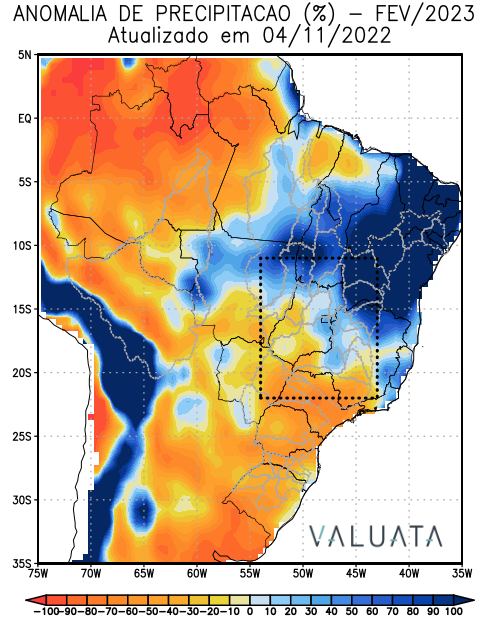 ANOMALIA DE PRECIPITACAO (%) – FEV/2023
Atualizado em 04/11/2022
5N
EQ
5S
10S
15S
20S
25S
30S
35S
VALUATA
75W 70W 65W 60W 55W 50W 45W 40W 35W
-100 -90 -80 -70 -60 -50 -40 -30 -20 -10 0 10 20 30 40 50 60 70 80 90 100